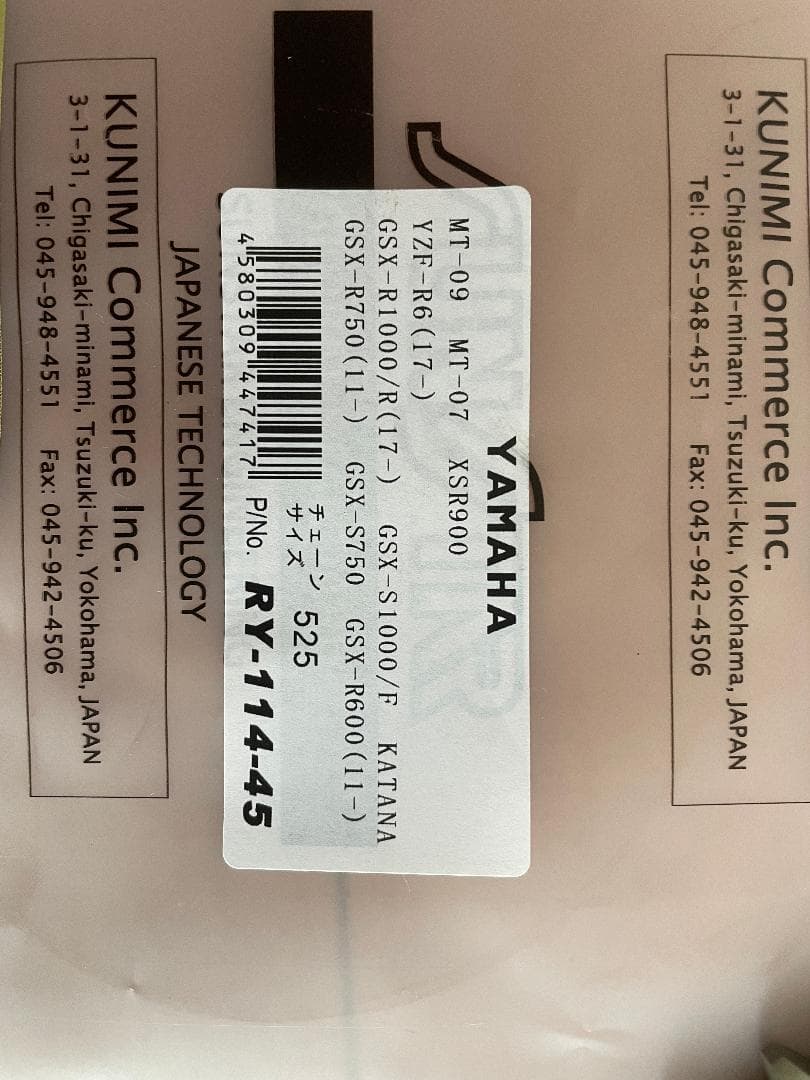 KUNIMI Commerce Inc.
3-1-31, Chigasaki-minami, Tsuzuki-ku, Yokohama, JAPAN
Tel: 045-948-4551 Fax: 045-942-4506
YAMAHA
MT-09 MT-07 XSR900
YZF-R6(17-)
GSX-R1000/R(17-) GSX-S1000/F KATANA
GSX-R750(11-) GSX-S750 GSX-R600(11-)
チェーン
サイズ 525
4580309447417 P/No. RY-114-45
JAPANESE TECHNOLOGY
KUNIMI Commerce Inc.
3-1-31, Chigasaki-minami, Tsuzuki-ku, Yokohama, JAPAN
Tel: 045-948-4551 Fax: 045-942-4506